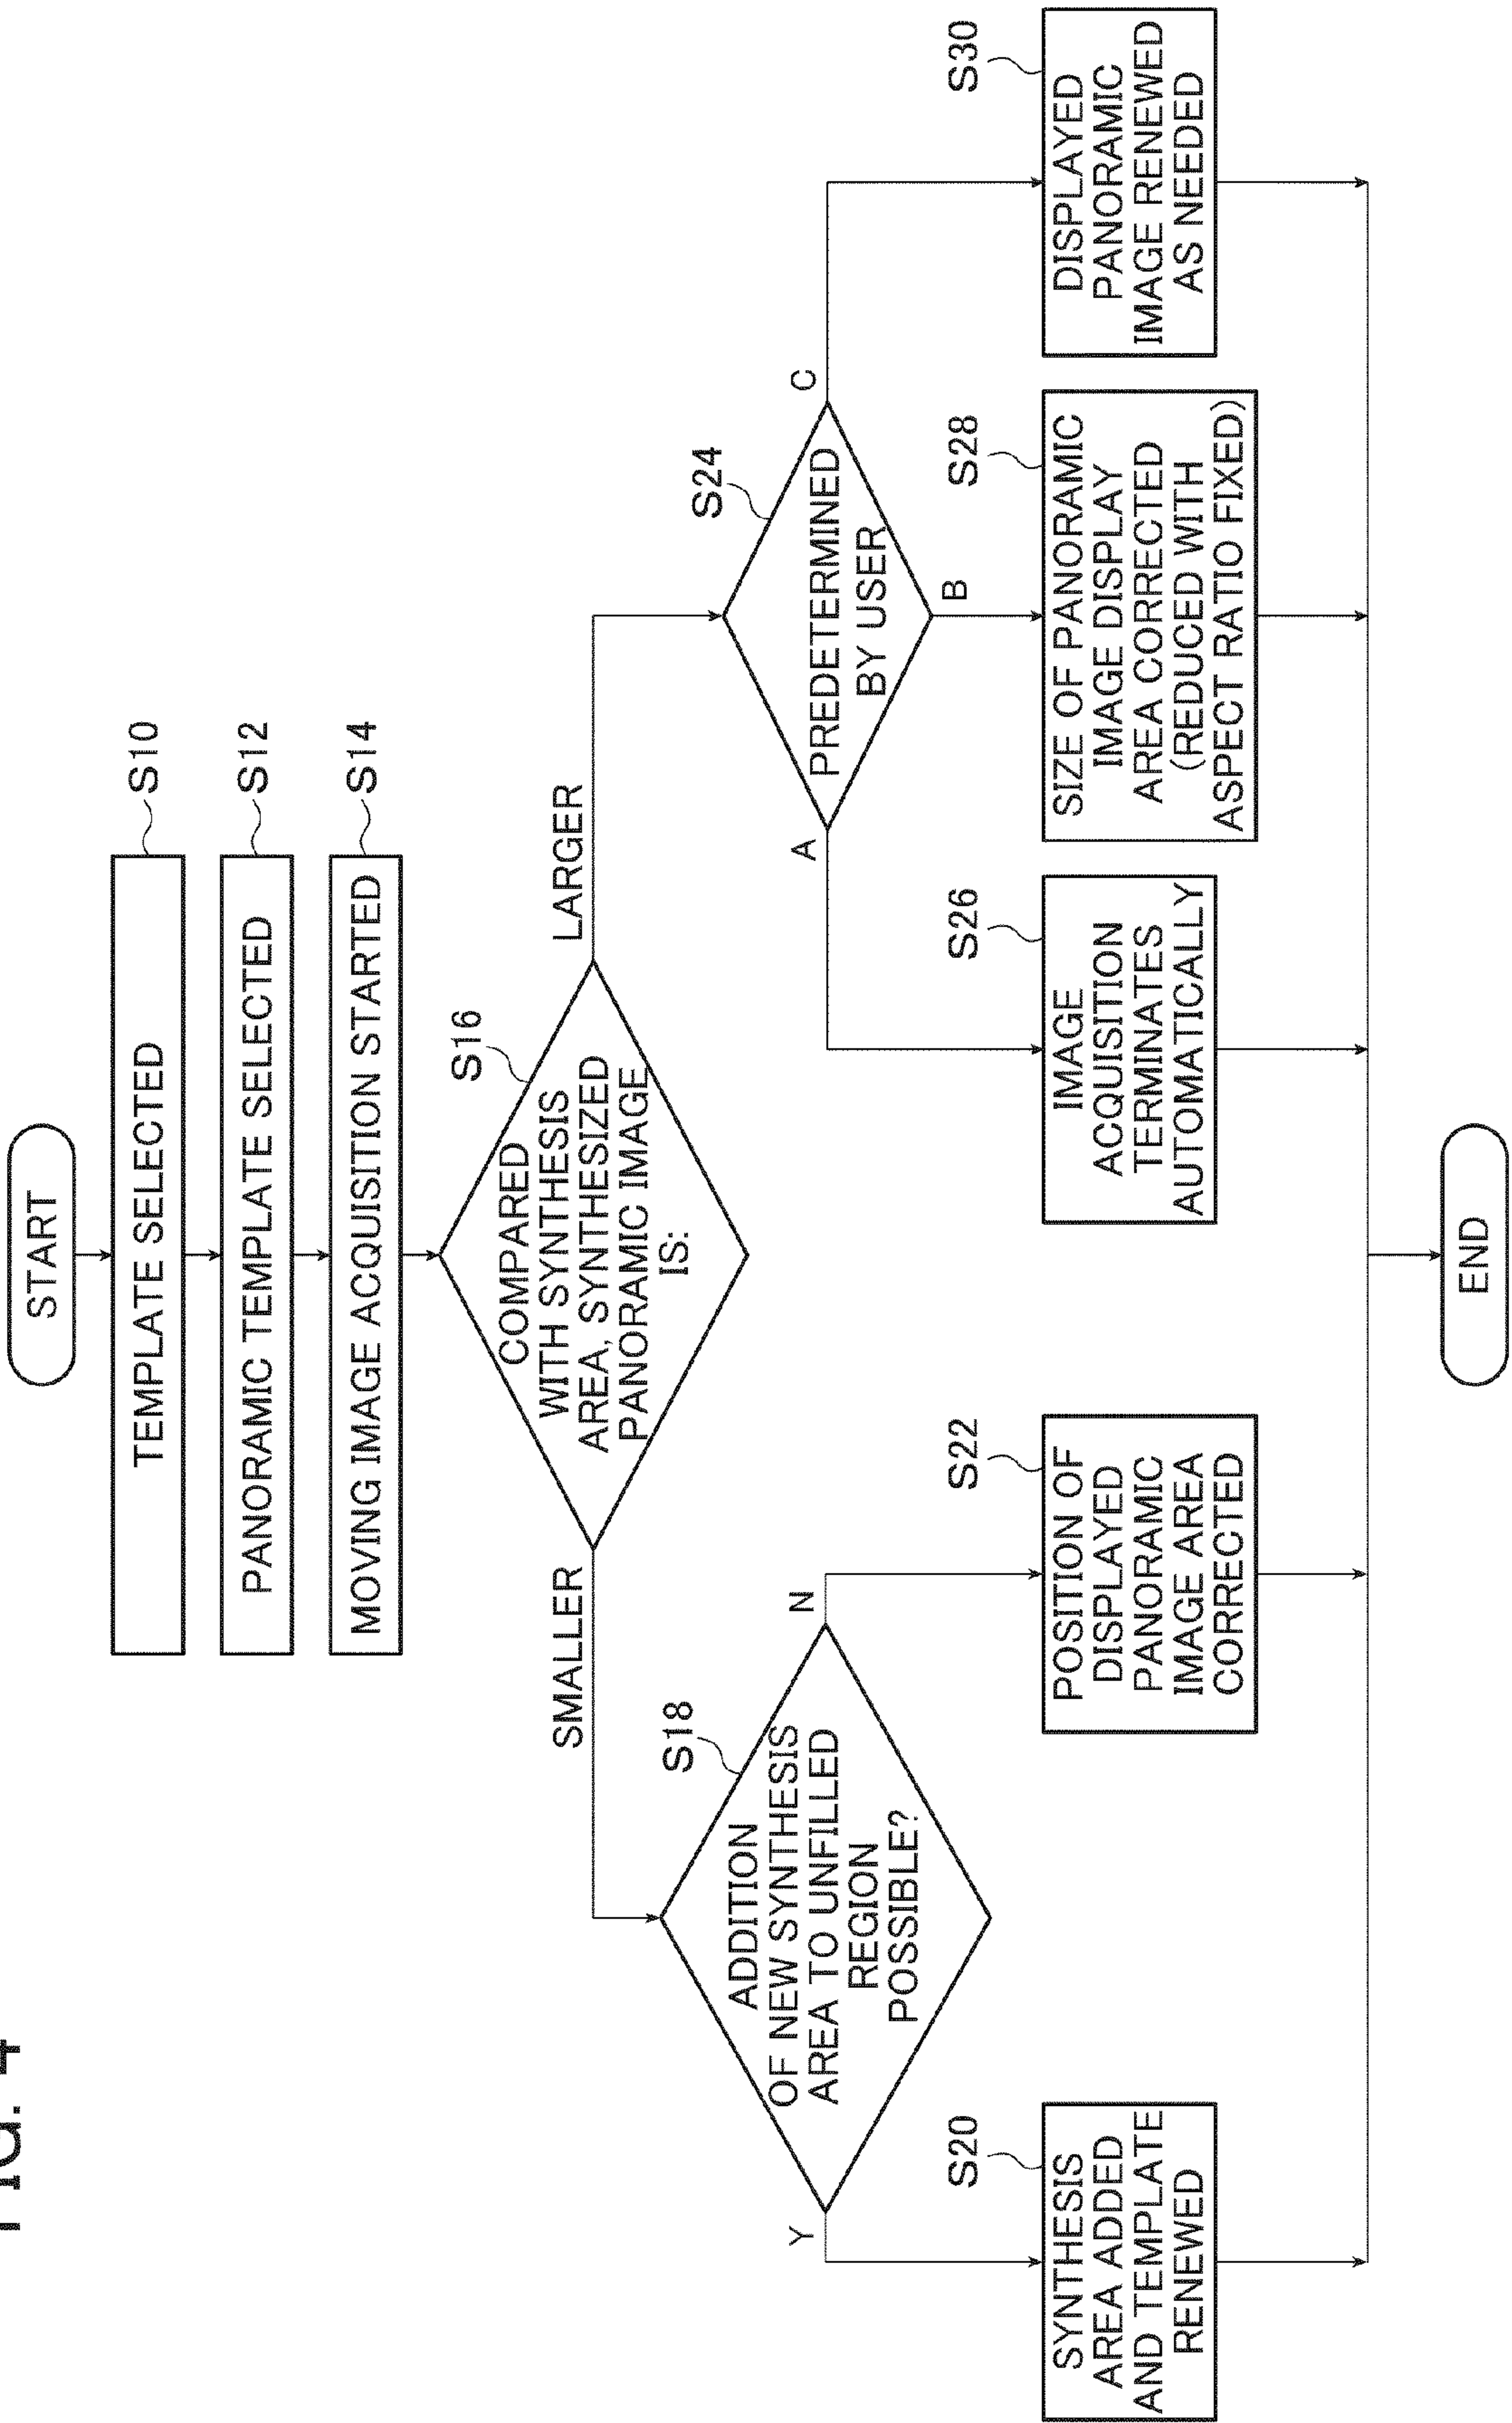 FIG. 4
START
TEMPLATE SELECTED
S10
PANORAMIC TEMPLATE SELECTED
S12
MOVING IMAGE ACQUISITION STARTED
S14
S16
COMPARED
WITH SYNTHESIS
AREA, SYNTHESIZED
PANORAMIC IMAGE
IS:
SMALLER
LARGER
S18
ADDITION
OF NEW SYNTHESIS
AREA TO UNFILLED
REGION
POSSIBLE?
Y
N
S24
PREDETERMINED
BY USER
A
B
C
S20
SYNTHESIS
AREA ADDED
AND TEMPLATE
RENEWED
S22
POSITION OF
DISPLAYED
PANORAMIC
IMAGE AREA
CORRECTED
S26
IMAGE
ACQUISITION
TERMINATES
AUTOMATICALLY
S28
SIZE OF PANORAMIC
IMAGE DISPLAY
AREA CORRECTED
(REDUCED WITH
ASPECT RATIO FIXED)
S30
DISPLAYED
PANORAMIC
IMAGE RENEWED
AS NEEDED
END